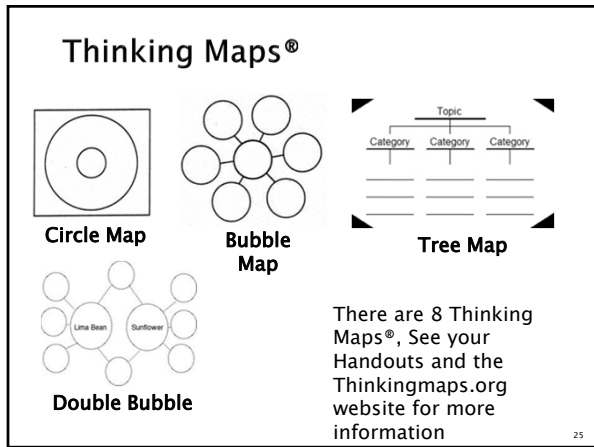 Thinking Maps®
Topic
Category Category Category
Circle Map
Bubble
Map
Tree Map
Lima Bean Sunflower
Double Bubble
There are 8 Thinking
Maps®, See your
Handouts and the
Thinkingmaps.org
website for more
information
25